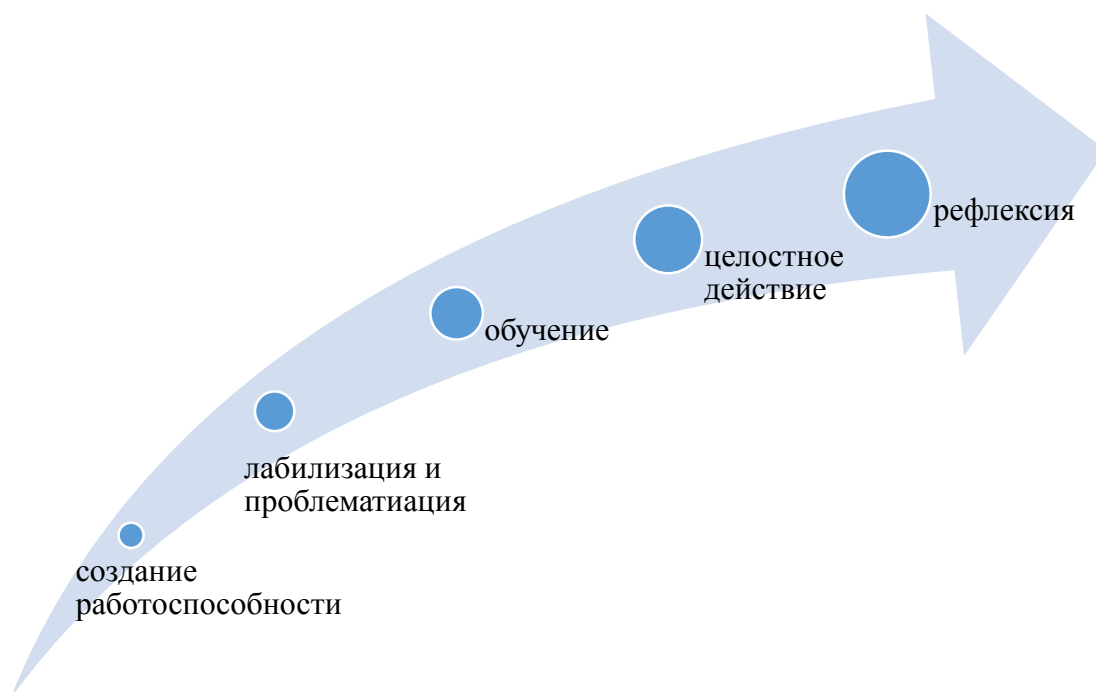 создание
работоспособности
лабилизация и
проблематиация
обучение
целостное
действие
рефлексия